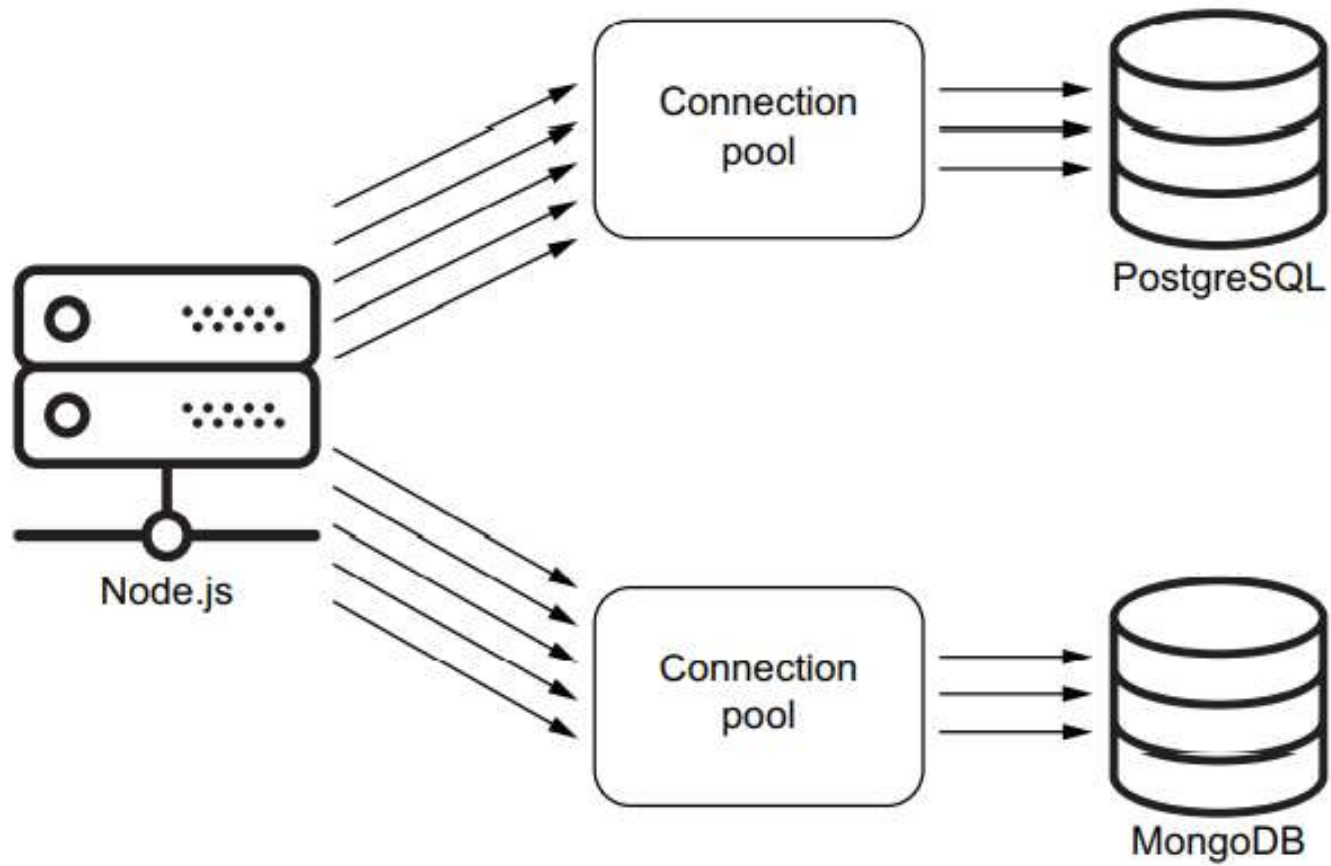 Connection
pool
PostgreSQL
Node.js
Connection
pool
MongoDB